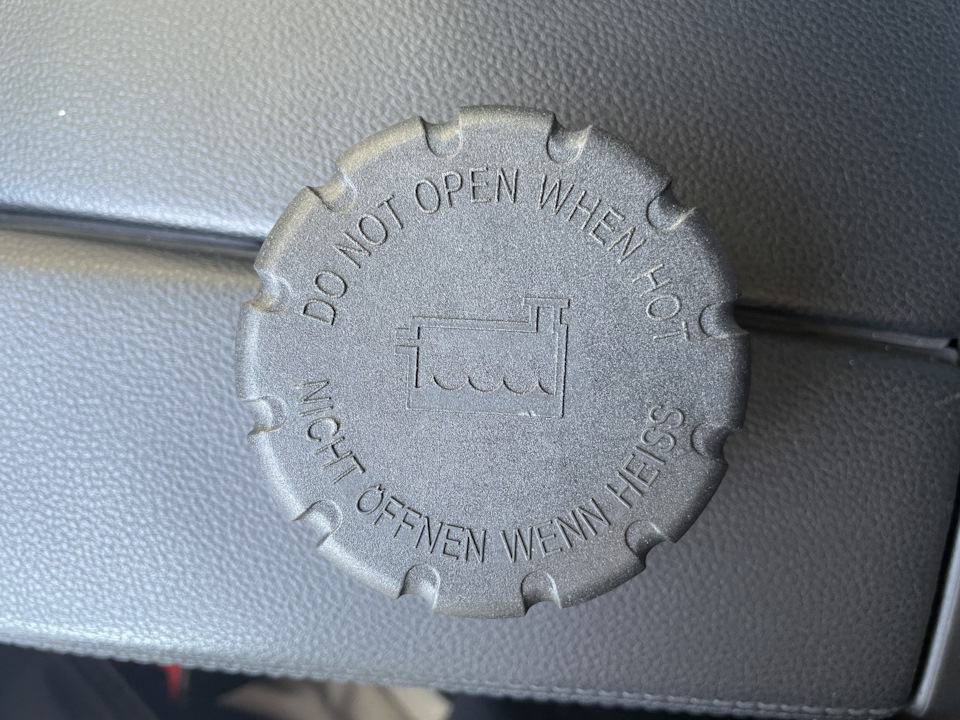 DO NOT OPEN WHEN HOT
NICHT ÖFFNEN WENN HEISS